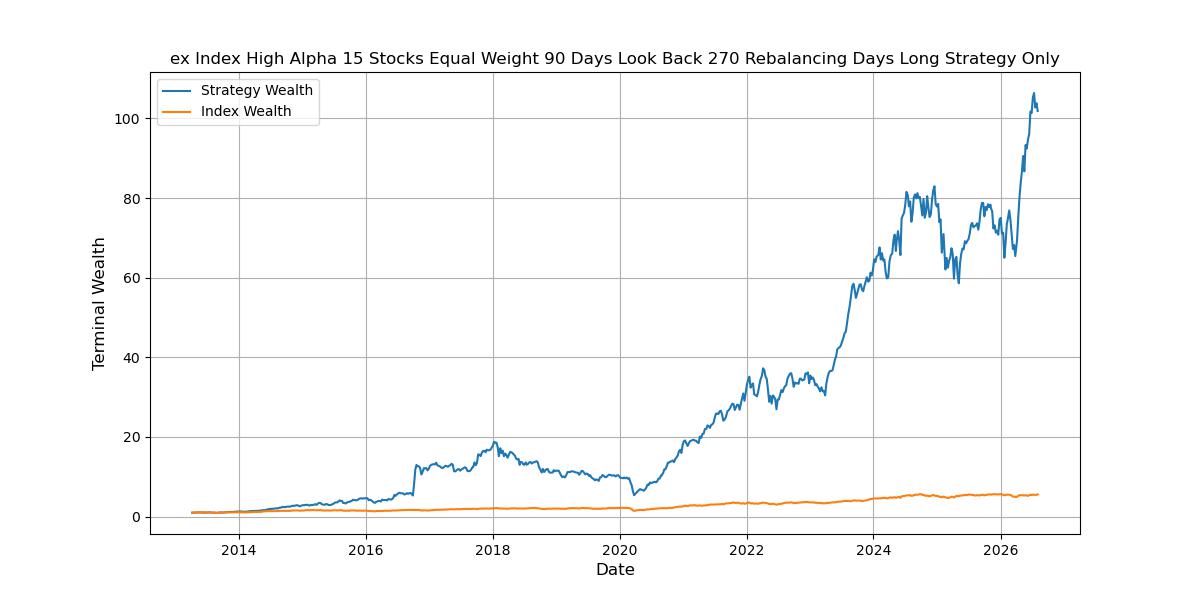 ex Index High Alpha 15 Stocks Equal Weight 90 Days Look Back 270 Rebalancing Days Long Strategy Only
Strategy Wealth
Index Wealth
Terminal Wealth
100
80
60
40
20
0
2014 2016 2018 2020 2022 2024 2026
Date